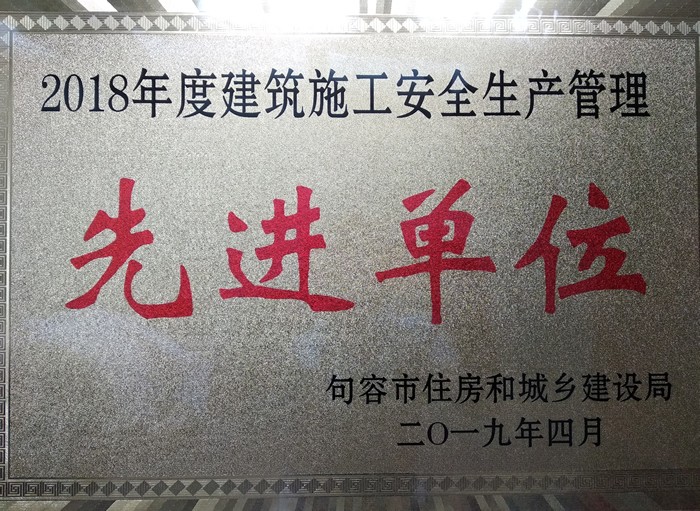 2018年度建筑施工安全生产管理
先进单位
句容市住房和城乡建设局
二〇一九年四月